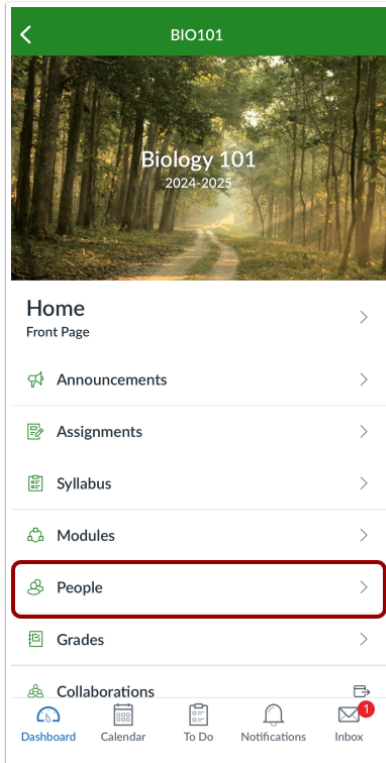 BIO101
Biology 101
2024-2025
Home
Front Page
Announcements
Assignments
Syllabus
Modules
People
Grades
Collaborations
1
Dashboard Calendar To Do Notifications Inbox